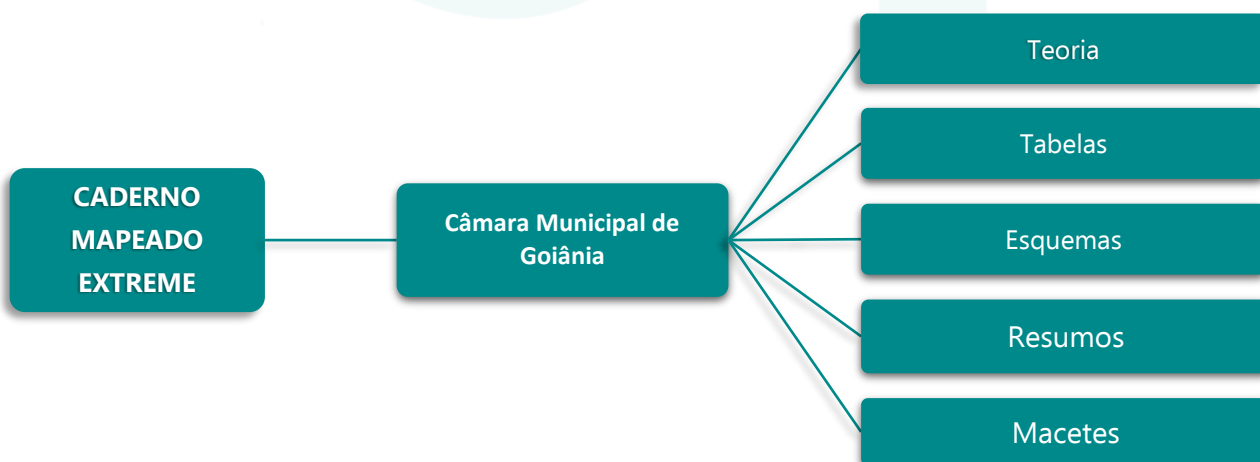 CADERNO
MAPEADO
EXTREME
Câmara Municipal de
Goiânia
Teoria
Tabelas
Esquemas
Resumos
Macetes